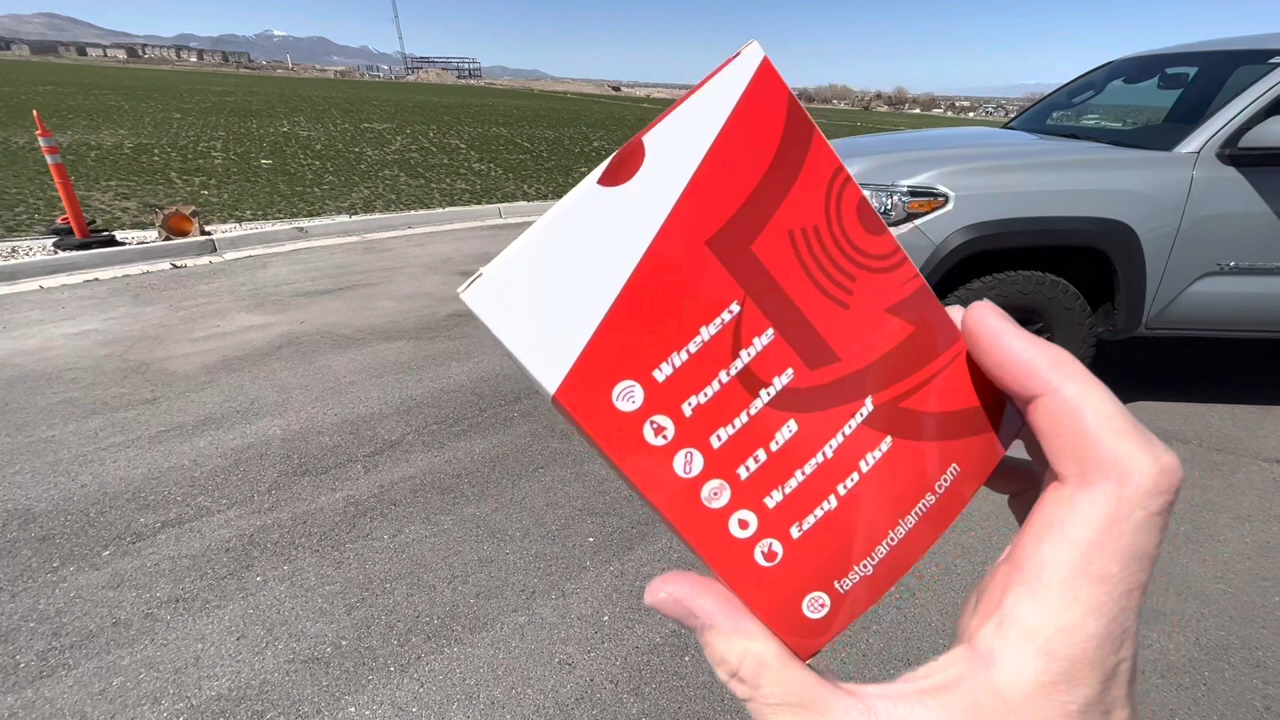 Wireless
Portable
Durable
113 dB
Waterproof
Easy to Use
fastguardalarms.com